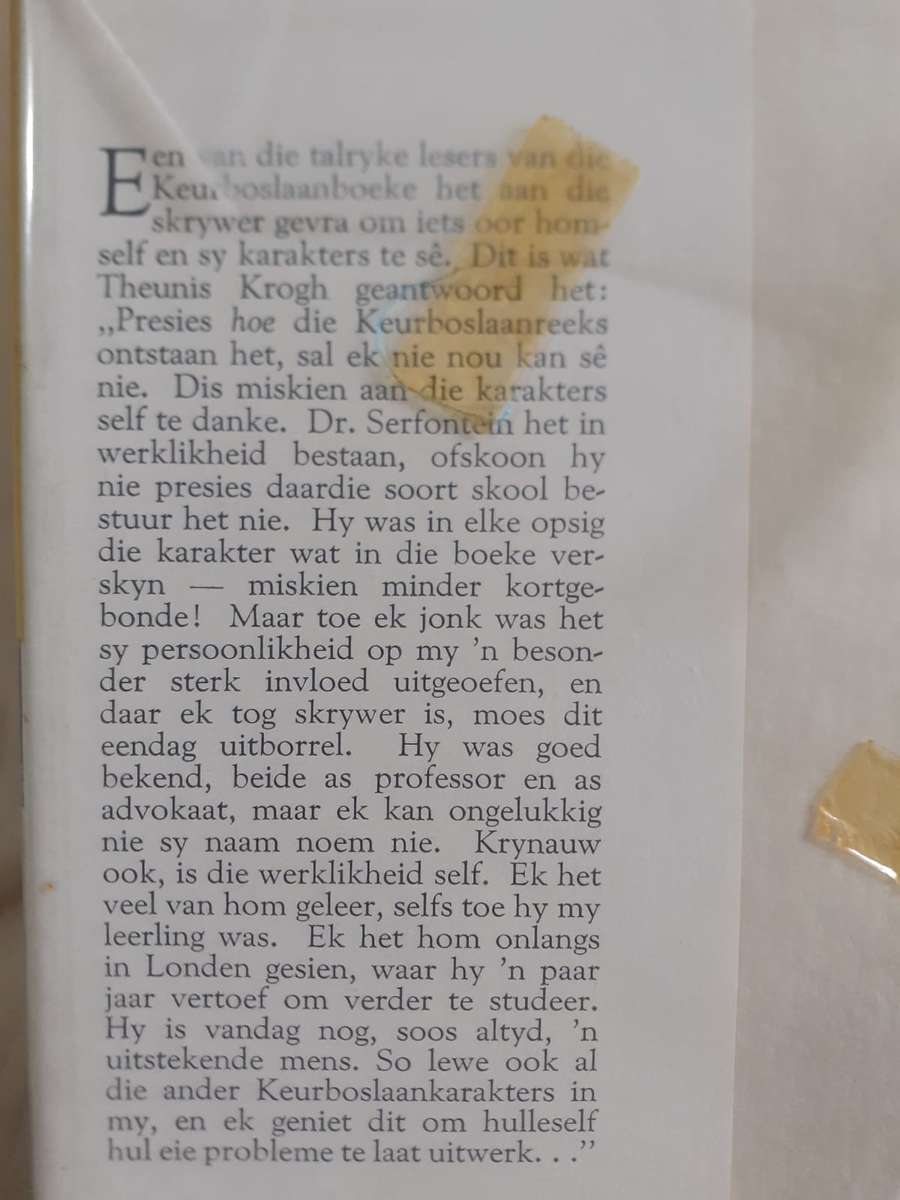 Een van die talryke lesers van die
Keurboslaanboeke het aan die
skrywer gevra om iets oor hom-
self en sy karakters te sê. Dit is wat
Theunis Krogh geantwoord het:
„Presies hoe die Keurboslaanreeks
ontstaan het, sal ek nie nou kan sê
nie. Dis miskien aan die karakters
self te danke. Dr. Serfontein het in
werklikheid bestaan, ofskoon hy
nie presies daardie soort skool be-
stuur het nie. Hy was in elke opsig
die karakter wat in die boeke ver-
skyn — miskien minder kortge-
bonde! Maar toe ek jonk was het
sy persoonlikheid op my 'n beson-
der sterk invloed uitgeoefen, en
daar ek tog skrywer is, moes dit
eendag uitborrel. Hy was goed
bekend, beide as professor en as
advokaat, maar ek kan ongelukkig
nie sy naam noem nie. Krynauw
ook, is die werklikheid self. Ek het
veel van hom geleer, selfs toe hy my
leerling was. Ek het hom onlangs
in Londen gesien, waar hy 'n paar
jaar vertoef om verder te studeer.
Hy is vandag nog, soos altyd, 'n
uitstekende mens. So lewe ook al
die ander Keurboslaankarakters in
my, en ek geniet dit om hulleself
hul eie probleme te laat uitwerk. . .”